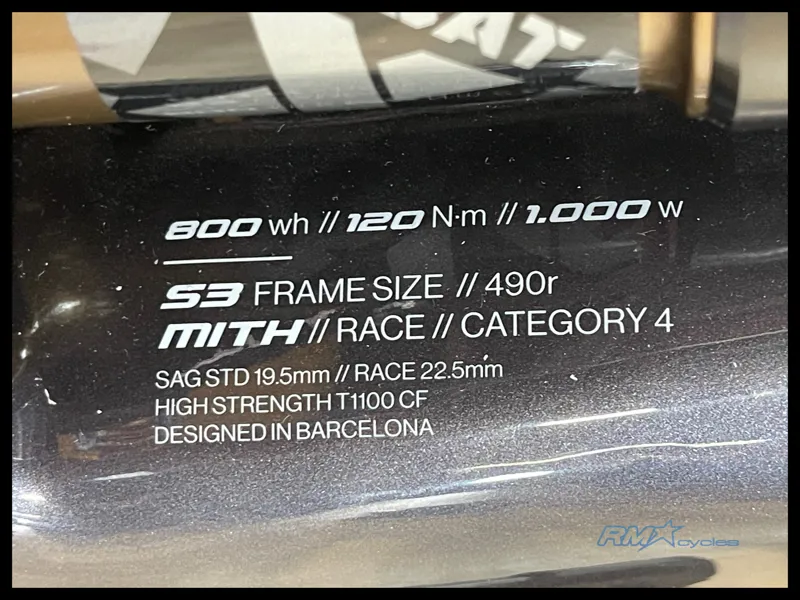 800 wh // 120 N·m // 1.000 w
S3 FRAME SIZE // 490r
MITH // RACE // CATEGORY 4
SAG STD 19.5mm // RACE 22.5mm
HIGH STRENGTH T1100 CF
DESIGNED IN BARCELONA
RM cycles